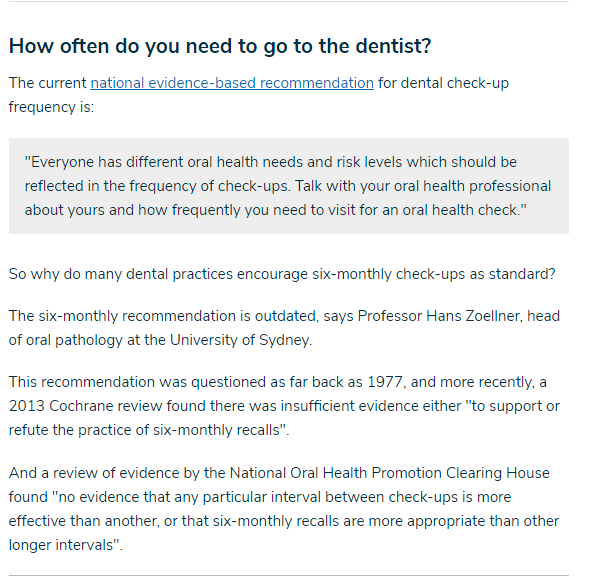 How often do you need to go to the dentist?
The current national evidence-based recommendation for dental check-up
frequency is:
"Everyone has different oral health needs and risk levels which should be
reflected in the frequency of check-ups. Talk with your oral health professional
about yours and how frequently you need to visit for an oral health check."
So why do many dental practices encourage six-monthly check-ups as standard?
The six-monthly recommendation is outdated, says Professor Hans Zoellner, head
of oral pathology at the University of Sydney.
This recommendation was questioned as far back as 1977, and more recently, a
2013 Cochrane review found there was insufficient evidence either "to support or
refute the practice of six-monthly recalls".
And a review of evidence by the National Oral Health Promotion Clearing House
found "no evidence that any particular interval between check-ups is more
effective than another, or that six-monthly recalls are more appropriate than other
longer intervals".